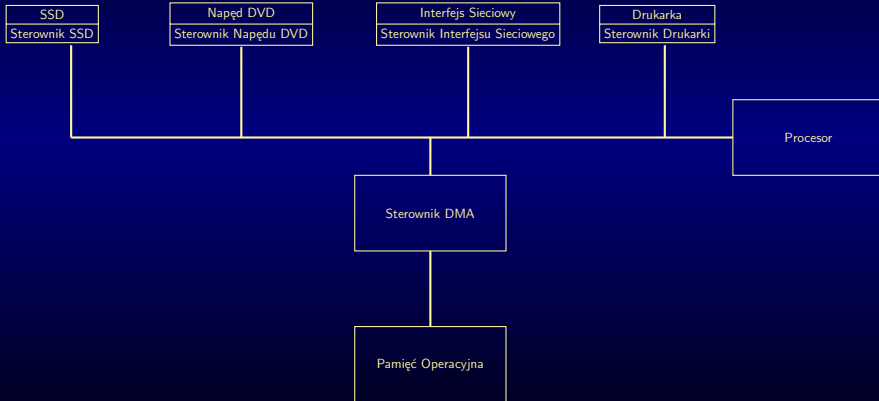 SSD
Sterownik SSD
Napęd DVD
Sterownik Napędu DVD
Interfejs Sieciowy
Sterownik Interfejsu Sieciowego
Drukarka
Sterownik Drukarki
Procesor
Sterownik DMA
Pamięć Operacyjna